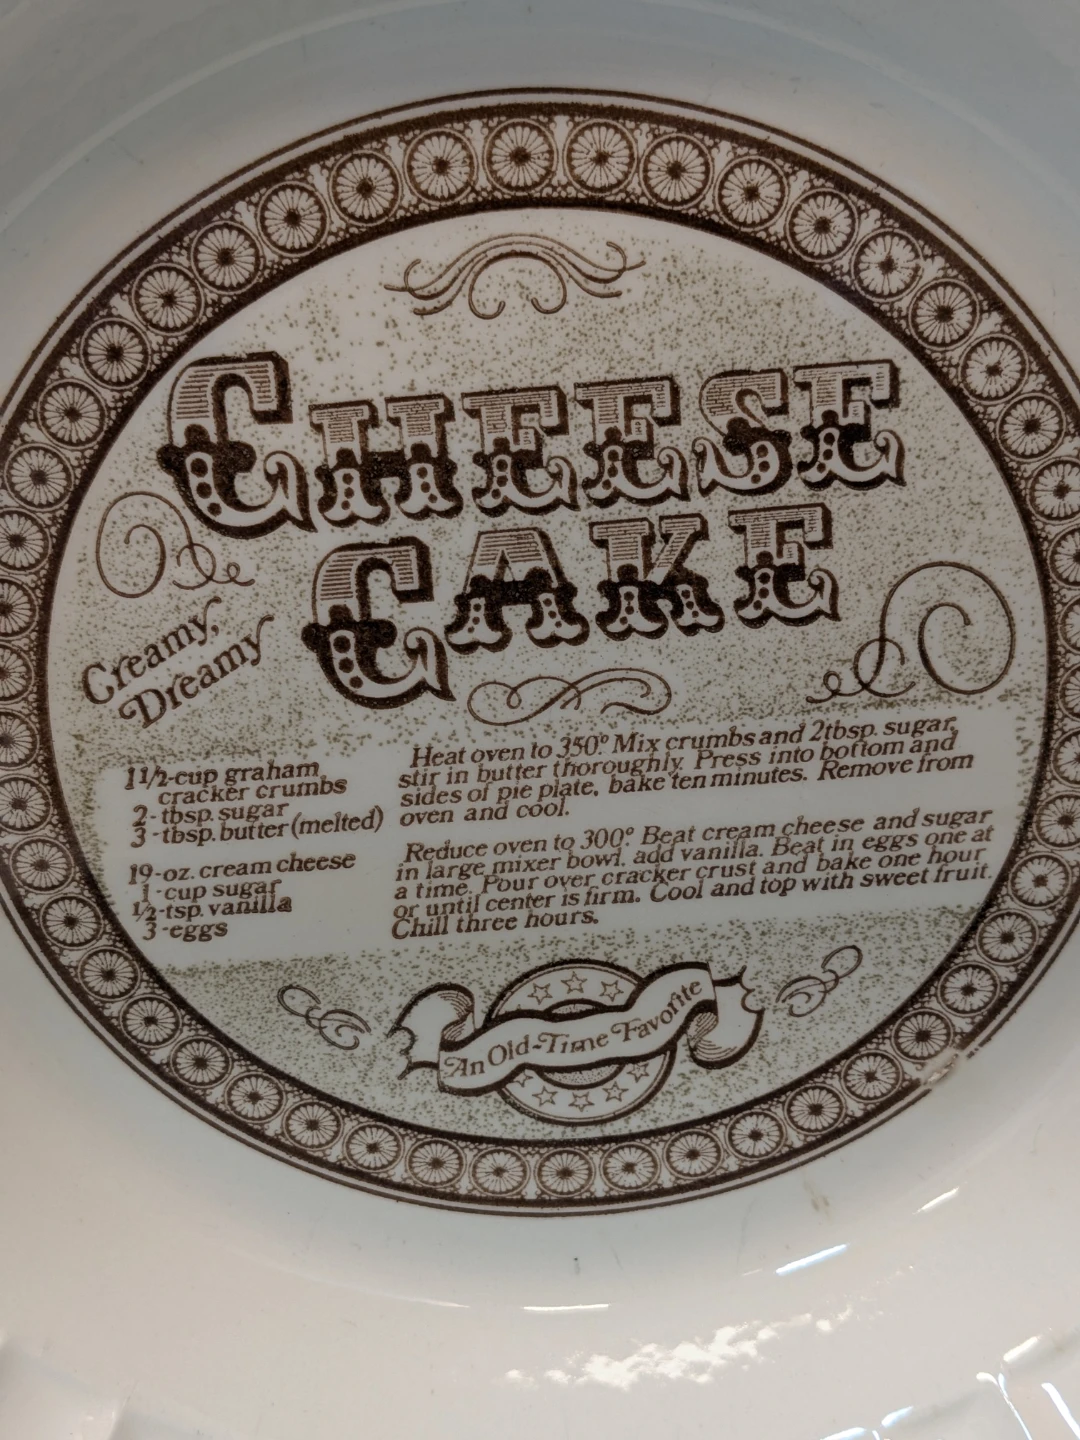 CHEESE
CAKE
Creamy,
Dreamy
1 1/2-cup graham
cracker crumbs
2-tbsp. sugar
3-tbsp. butter (melted)
19-oz. cream cheese
1-cup sugar
1/2-tsp. vanilla
3-eggs
Heat oven to 350° Mix crumbs and 2tbsp. sugar,
stir in butter thoroughly. Press into bottom and
sides of pie plate, bake ten minutes. Remove from
oven and cool.
Reduce oven to 300°. Beat cream cheese and sugar
in large mixer bowl. add vanilla. Beat in eggs one at
a time. Pour over cracker crust and bake one hour
or until center is firm. Cool and top with sweet fruit.
Chill three hours.
An Old-Time Favorite